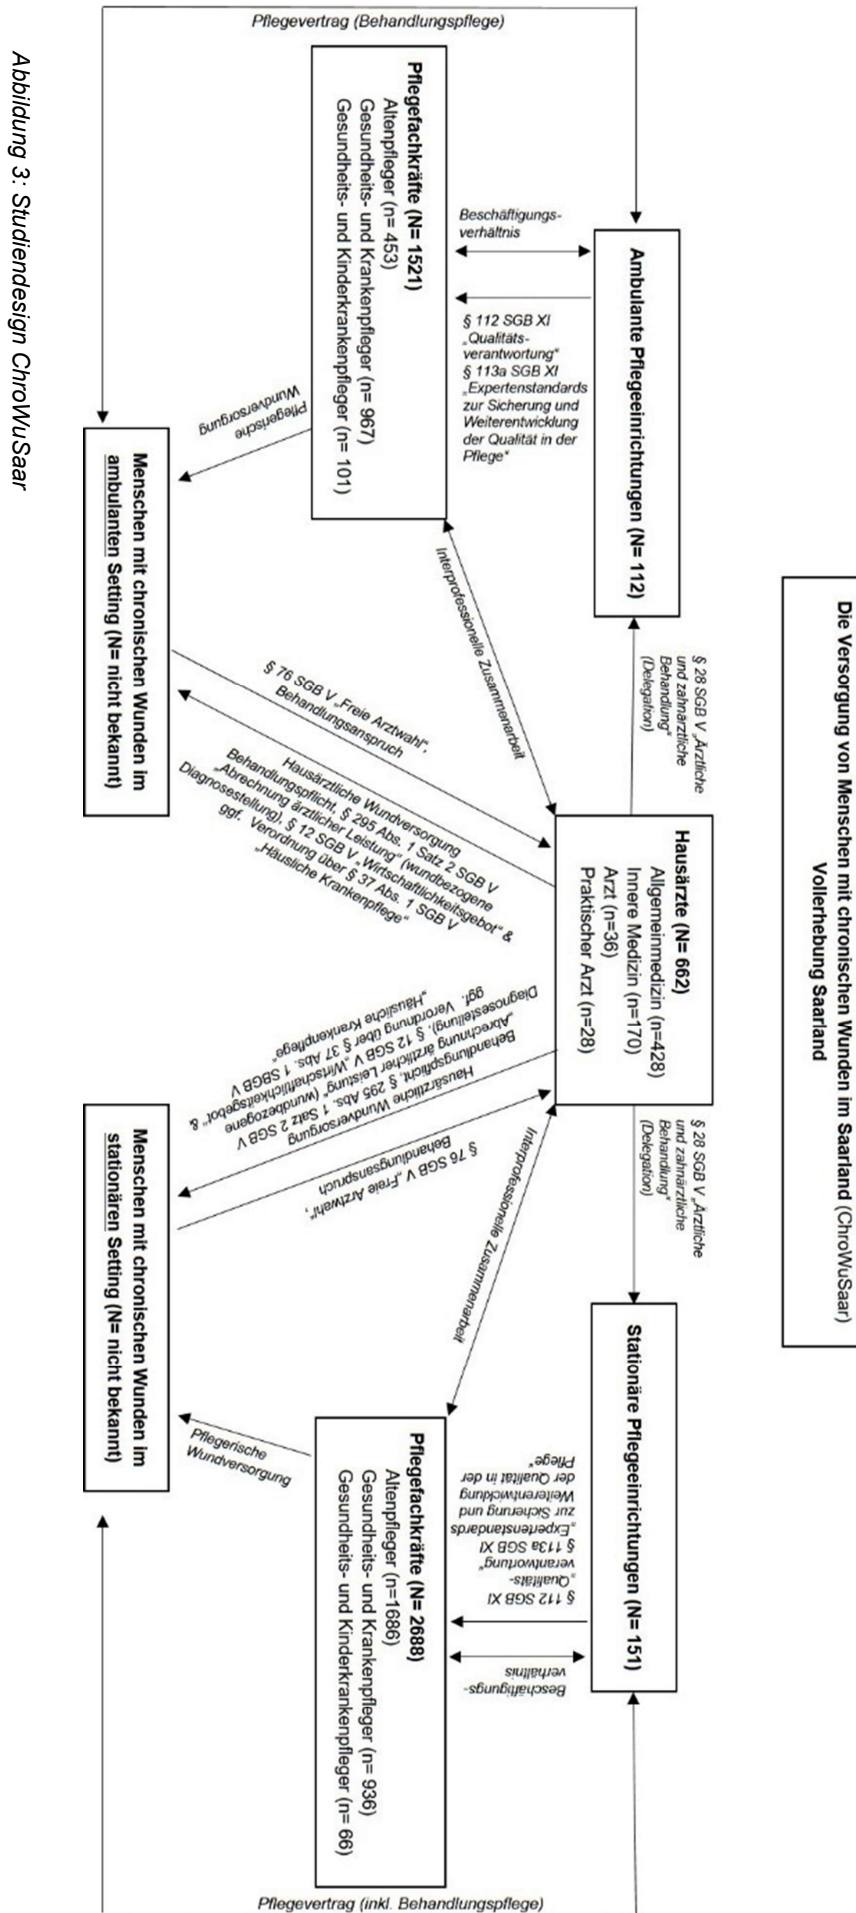 Die Versorgung von Menschen mit chronischen Wunden im Saarland (ChroWuSaar)
Vollerhebung Saarland
Ambulante Pflegeeinrichtungen (N= 112)
§ 28 SGB V „Ärztliche
und zahnärztliche
Behandlung“
(Delegation)
Hausärzte (N= 662)
Allgemeinmedizin (n=428)
Innere Medizin (n=170)
Arzt (n=36)
Praktischer Arzt (n=28)
§ 28 SGB V „Ärztliche
und zahnärztliche
Behandlung“
(Delegation)
Stationäre Pflegeeinrichtungen (N= 151)
Pflegevertrag (Behandlungspflege)
Beschäftigungs-
verhältnis
§ 112 SGB XI
„Qualitäts-
verantwortung“
§ 113a SGB XI
„Expertenstandards
zur Sicherung und
Weiterentwicklung
der Qualität in der
Pflege“
Interprofessionelle Zusammenarbeit
Interprofessionelle Zusammenarbeit
§ 112 SGB XI
„Qualitäts-
verantwortung“
§ 113a SGB XI
„Expertenstandards
zur Sicherung und
Weiterentwicklung
der Qualität in der
Pflege“
Beschäftigungs-
verhältnis
Pflegevertrag (inkl. Behandlungspflege)
Pflegefachkräfte (N= 1521)
Altenpfleger (n= 453)
Gesundheits- und Krankenpfleger (n= 967)
Gesundheits- und Kinderkrankenpfleger (n= 101)
Pflegefachkräfte (N= 2688)
Altenpfleger (n=1686)
Gesundheits- und Krankenpfleger (n= 936)
Gesundheits- und Kinderkrankenpfleger (n= 66)
Pflegerische
Wundversorgung
§ 76 SGB V „Freie Arztwahl“,
Behandlungsanspruch
Hausärztliche Wundversorgung
Behandlungspflicht, § 295 Abs. 1 Satz 2 SGB V
„Abrechnung ärztlicher Leistung“ (wundbezogene
Diagnosestellung), § 12 SGB V „Wirtschaftlichkeitsgebot“ &
ggf. Verordnung über § 37 Abs. 1 SGB V
„Häusliche Krankenpflege“
Hausärztliche Wundversorgung
Behandlungspflicht, § 295 Abs. 1 Satz 2 SGB V
„Abrechnung ärztlicher Leistung“ (wundbezogene
Diagnosestellung), § 12 SGB V „Wirtschaftlichkeitsgebot“ &
ggf. Verordnung über § 37 Abs. 1 SBGB V
„Häusliche Krankenpflege“
§ 76 SGB V „Freie Arztwahl“,
Behandlungsanspruch
Pflegerische
Wundversorgung
Menschen mit chronischen Wunden im
ambulanten Setting (N= nicht bekannt)
Menschen mit chronischen Wunden im
stationären Setting (N= nicht bekannt)
Abbildung 3: Studiendesign ChroWuSaar